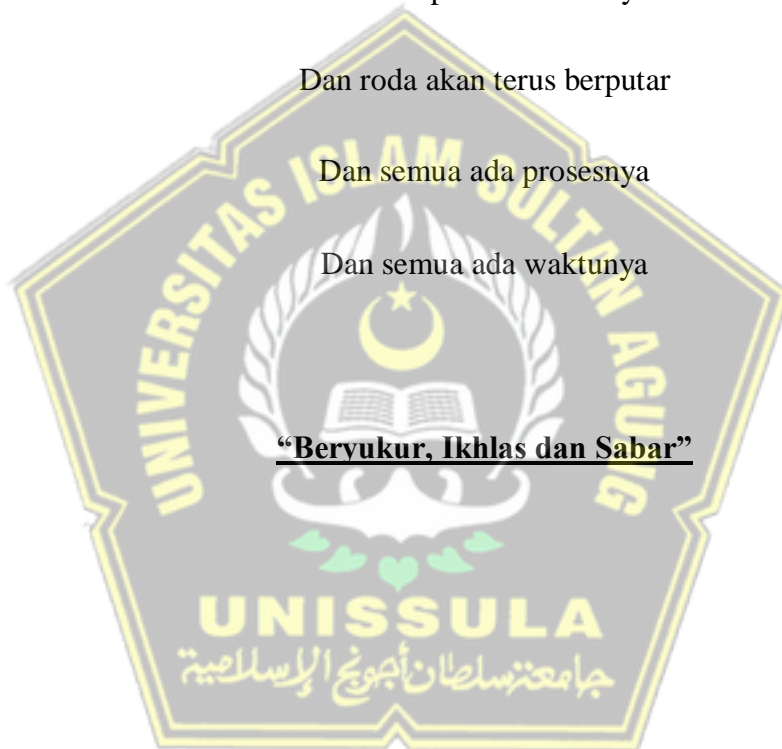 Dan roda akan terus berputar
Dan semua ada prosesnya
Dan semua ada waktunya
“Beryukur, Ikhlas dan Sabar”
UNIVERSITAS ISLAM SULTAN AGUNG
UNISSULA
جامعة سلطان أجونج الإسلامية